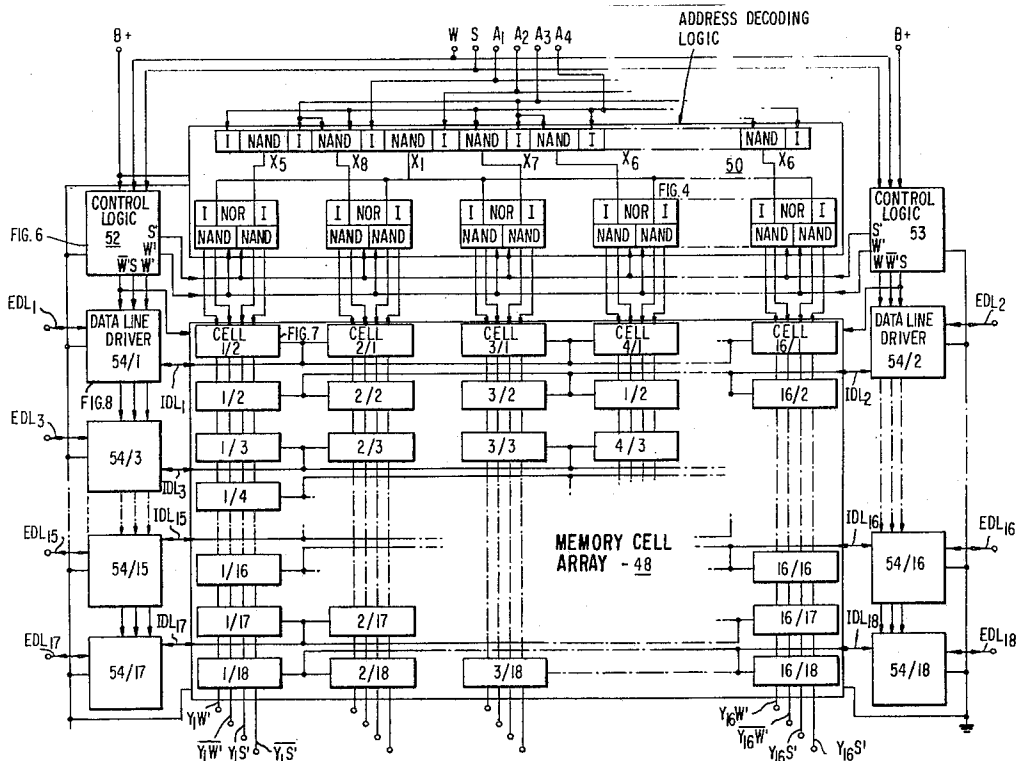 ADDRESS DECODING
LOGIC
B+
W S A1 A2 A3 A4
B+
I NAND I NAND I NAND I NAND I NAND I
NAND I
X5 X8 X1 X7 X6 50 X6
FIG.4
CONTROL
LOGIC
52
S'
W'
W̅'S W'
FIG. 6
I NOR I
NAND NAND
I NOR I
NAND NAND
I NOR I
NAND NAND
I NOR I
NAND NAND
I NOR I
NAND NAND
CONTROL
LOGIC
53
S'
W'
W W̅'S
EDL1
DATA LINE
DRIVER
54/1
FIG.8
CELL
1/2
FIG.7
CELL
2/1
CELL
3/1
CELL
4/1
CELL
16/1
DATA LINE
DRIVER
54/2
EDL2
IDL1
IDL2
1/2 2/2 3/2 1/2 16/2
EDL3
54/3
IDL3
1/3 2/3 3/3 4/3
1/4
EDL15
54/15
IDL15
MEMORY CELL
ARRAY - 48
IDL16
54/16
EDL16
1/16 16/16
EDL17
54/17
IDL17
1/17 2/17 16/17
IDL18
54/18
EDL18
1/18 2/18 3/18 16/18
Y1W'
Y̅1̅W̅'̅
Y1S'
Y̅1̅S̅'̅
Y16W'
Y̅1̅6̅W̅'̅
Y16S'
Y16S'